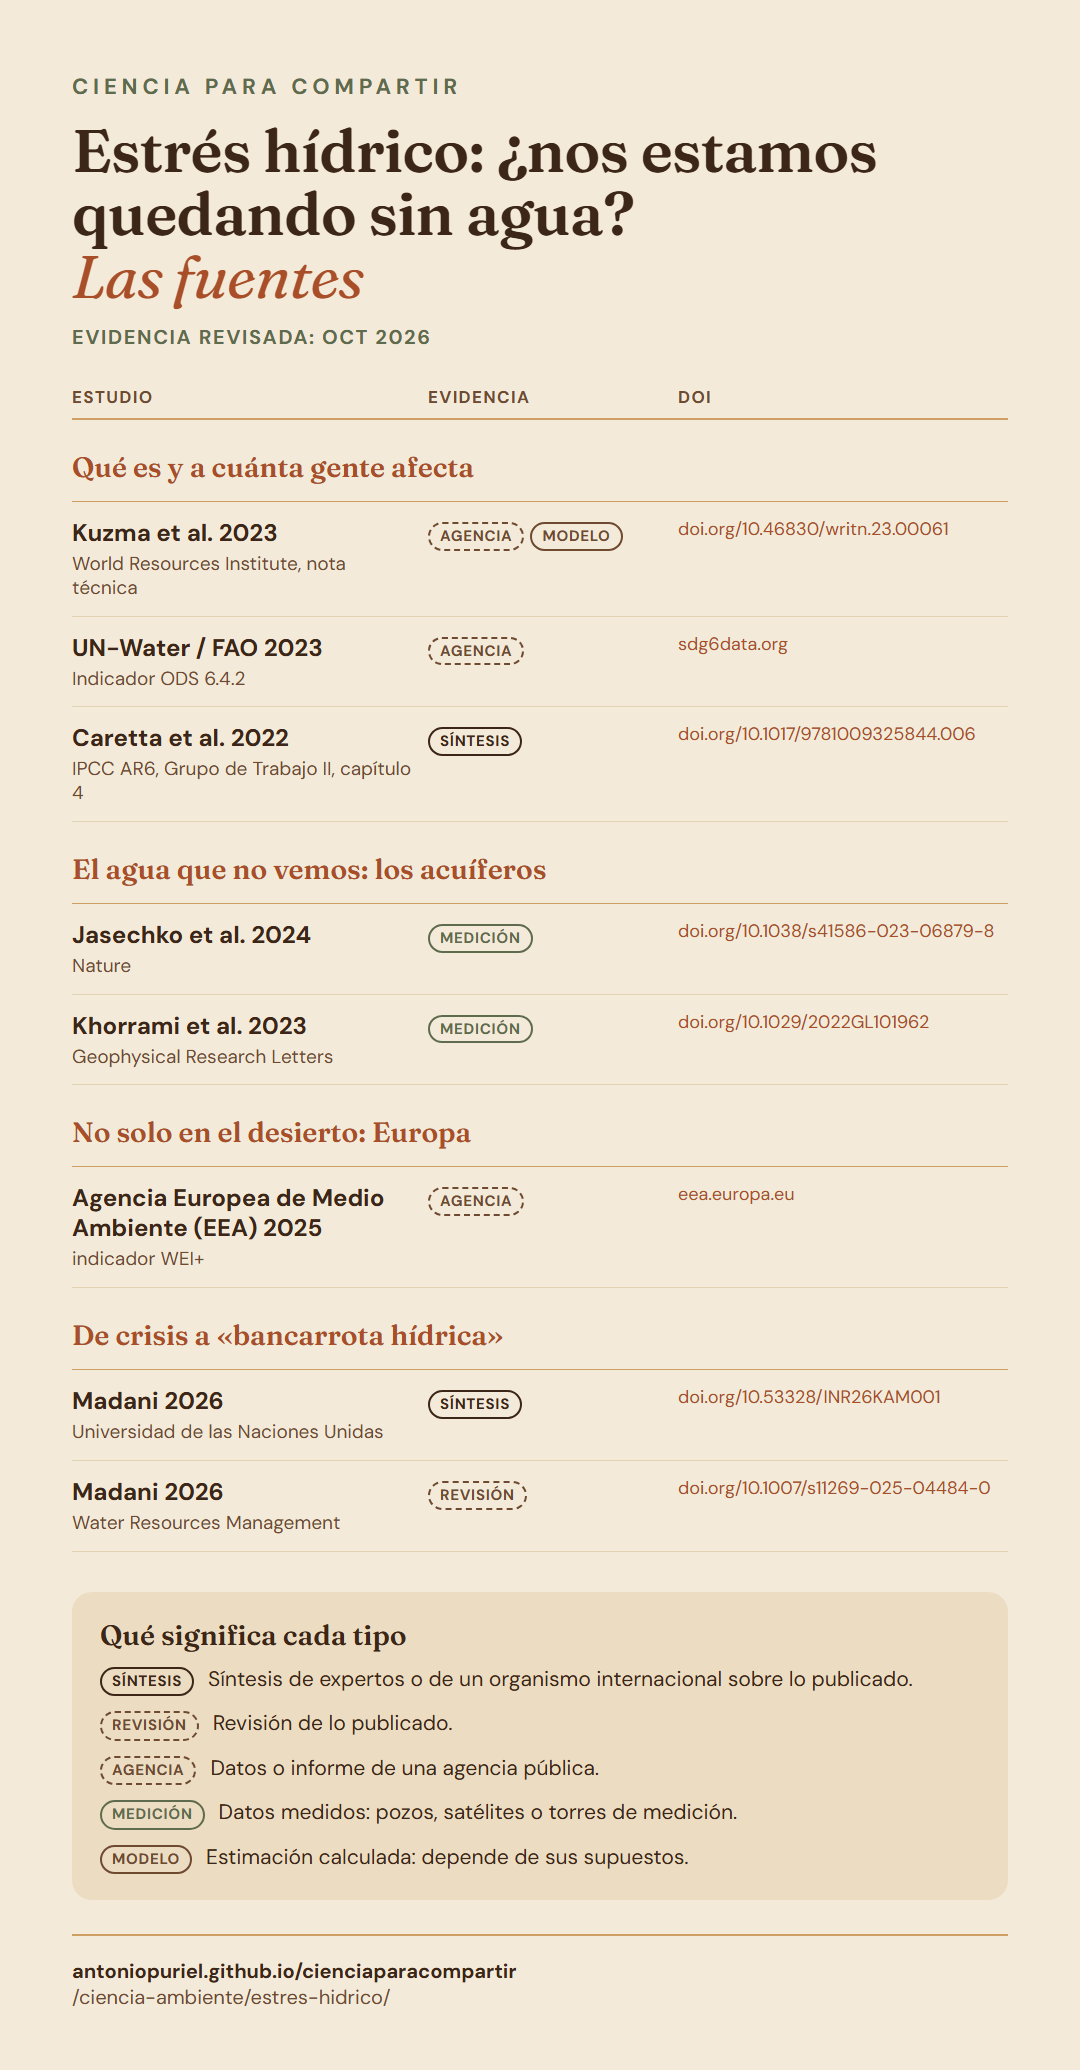 CIENCIA PARA COMPARTIR
Estrés hídrico: ¿nos estamos
quedando sin agua?
Las fuentes
EVIDENCIA REVISADA: OCT 2026
ESTUDIO EVIDENCIA DOI
Qué es y a cuánta gente afecta
Kuzma et al. 2023 AGENCIA MODELO doi.org/10.46830/writn.23.00061
World Resources Institute, nota
técnica
UN-Water / FAO 2023 AGENCIA sdg6data.org
Indicador ODS 6.4.2
Caretta et al. 2022 SÍNTESIS doi.org/10.1017/9781009325844.006
IPCC AR6, Grupo de Trabajo II, capítulo
4
El agua que no vemos: los acuíferos
Jasechko et al. 2024 MEDICIÓN doi.org/10.1038/s41586-023-06879-8
Nature
Khorrami et al. 2023 MEDICIÓN doi.org/10.1029/2022GL101962
Geophysical Research Letters
No solo en el desierto: Europa
Agencia Europea de Medio AGENCIA eea.europa.eu
Ambiente (EEA) 2025
indicador WEI+
De crisis a «bancarrota hídrica»
Madani 2026 SÍNTESIS doi.org/10.53328/INR26KAM001
Universidad de las Naciones Unidas
Madani 2026 REVISIÓN doi.org/10.1007/s11269-025-04484-0
Water Resources Management
Qué significa cada tipo
SÍNTESIS Síntesis de expertos o de un organismo internacional sobre lo publicado.
REVISIÓN Revisión de lo publicado.
AGENCIA Datos o informe de una agencia pública.
MEDICIÓN Datos medidos: pozos, satélites o torres de medición.
MODELO Estimación calculada: depende de sus supuestos.
antoniopuriel.github.io/cienciaparacompartir
/ciencia-ambiente/estres-hidrico/